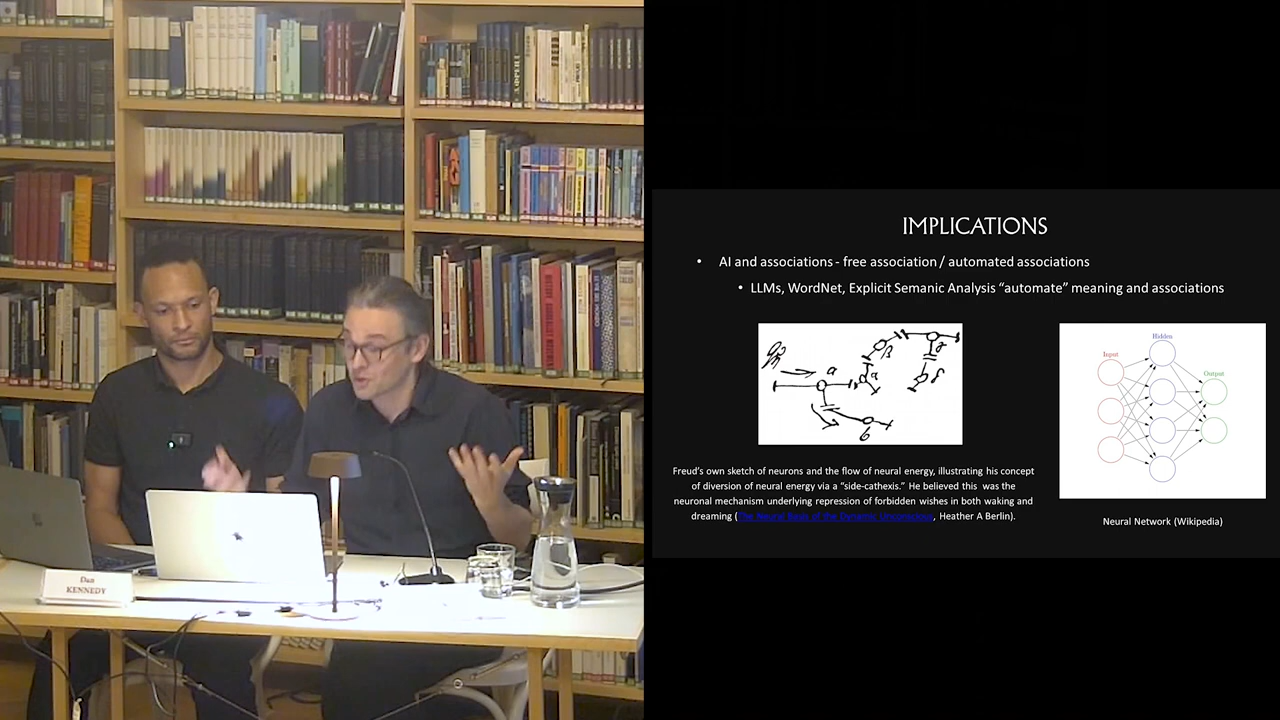 Dan
KENNEDY
IMPLICATIONS
• AI and associations - free association / automated associations
• LLMs, WordNet, Explicit Semanic Analysis “automate” meaning and associations
a
b
Freud’s own sketch of neurons and the flow of neural energy, illustrating his concept
of diversion of neural energy via a “side-cathexis.” He believed this was the
neuronal mechanism underlying repression of forbidden wishes in both waking and
dreaming (The Neural Basis of the Dynamic Unconscious, Heather A Berlin).
Input
Hidden
Output
Neural Network (Wikipedia)